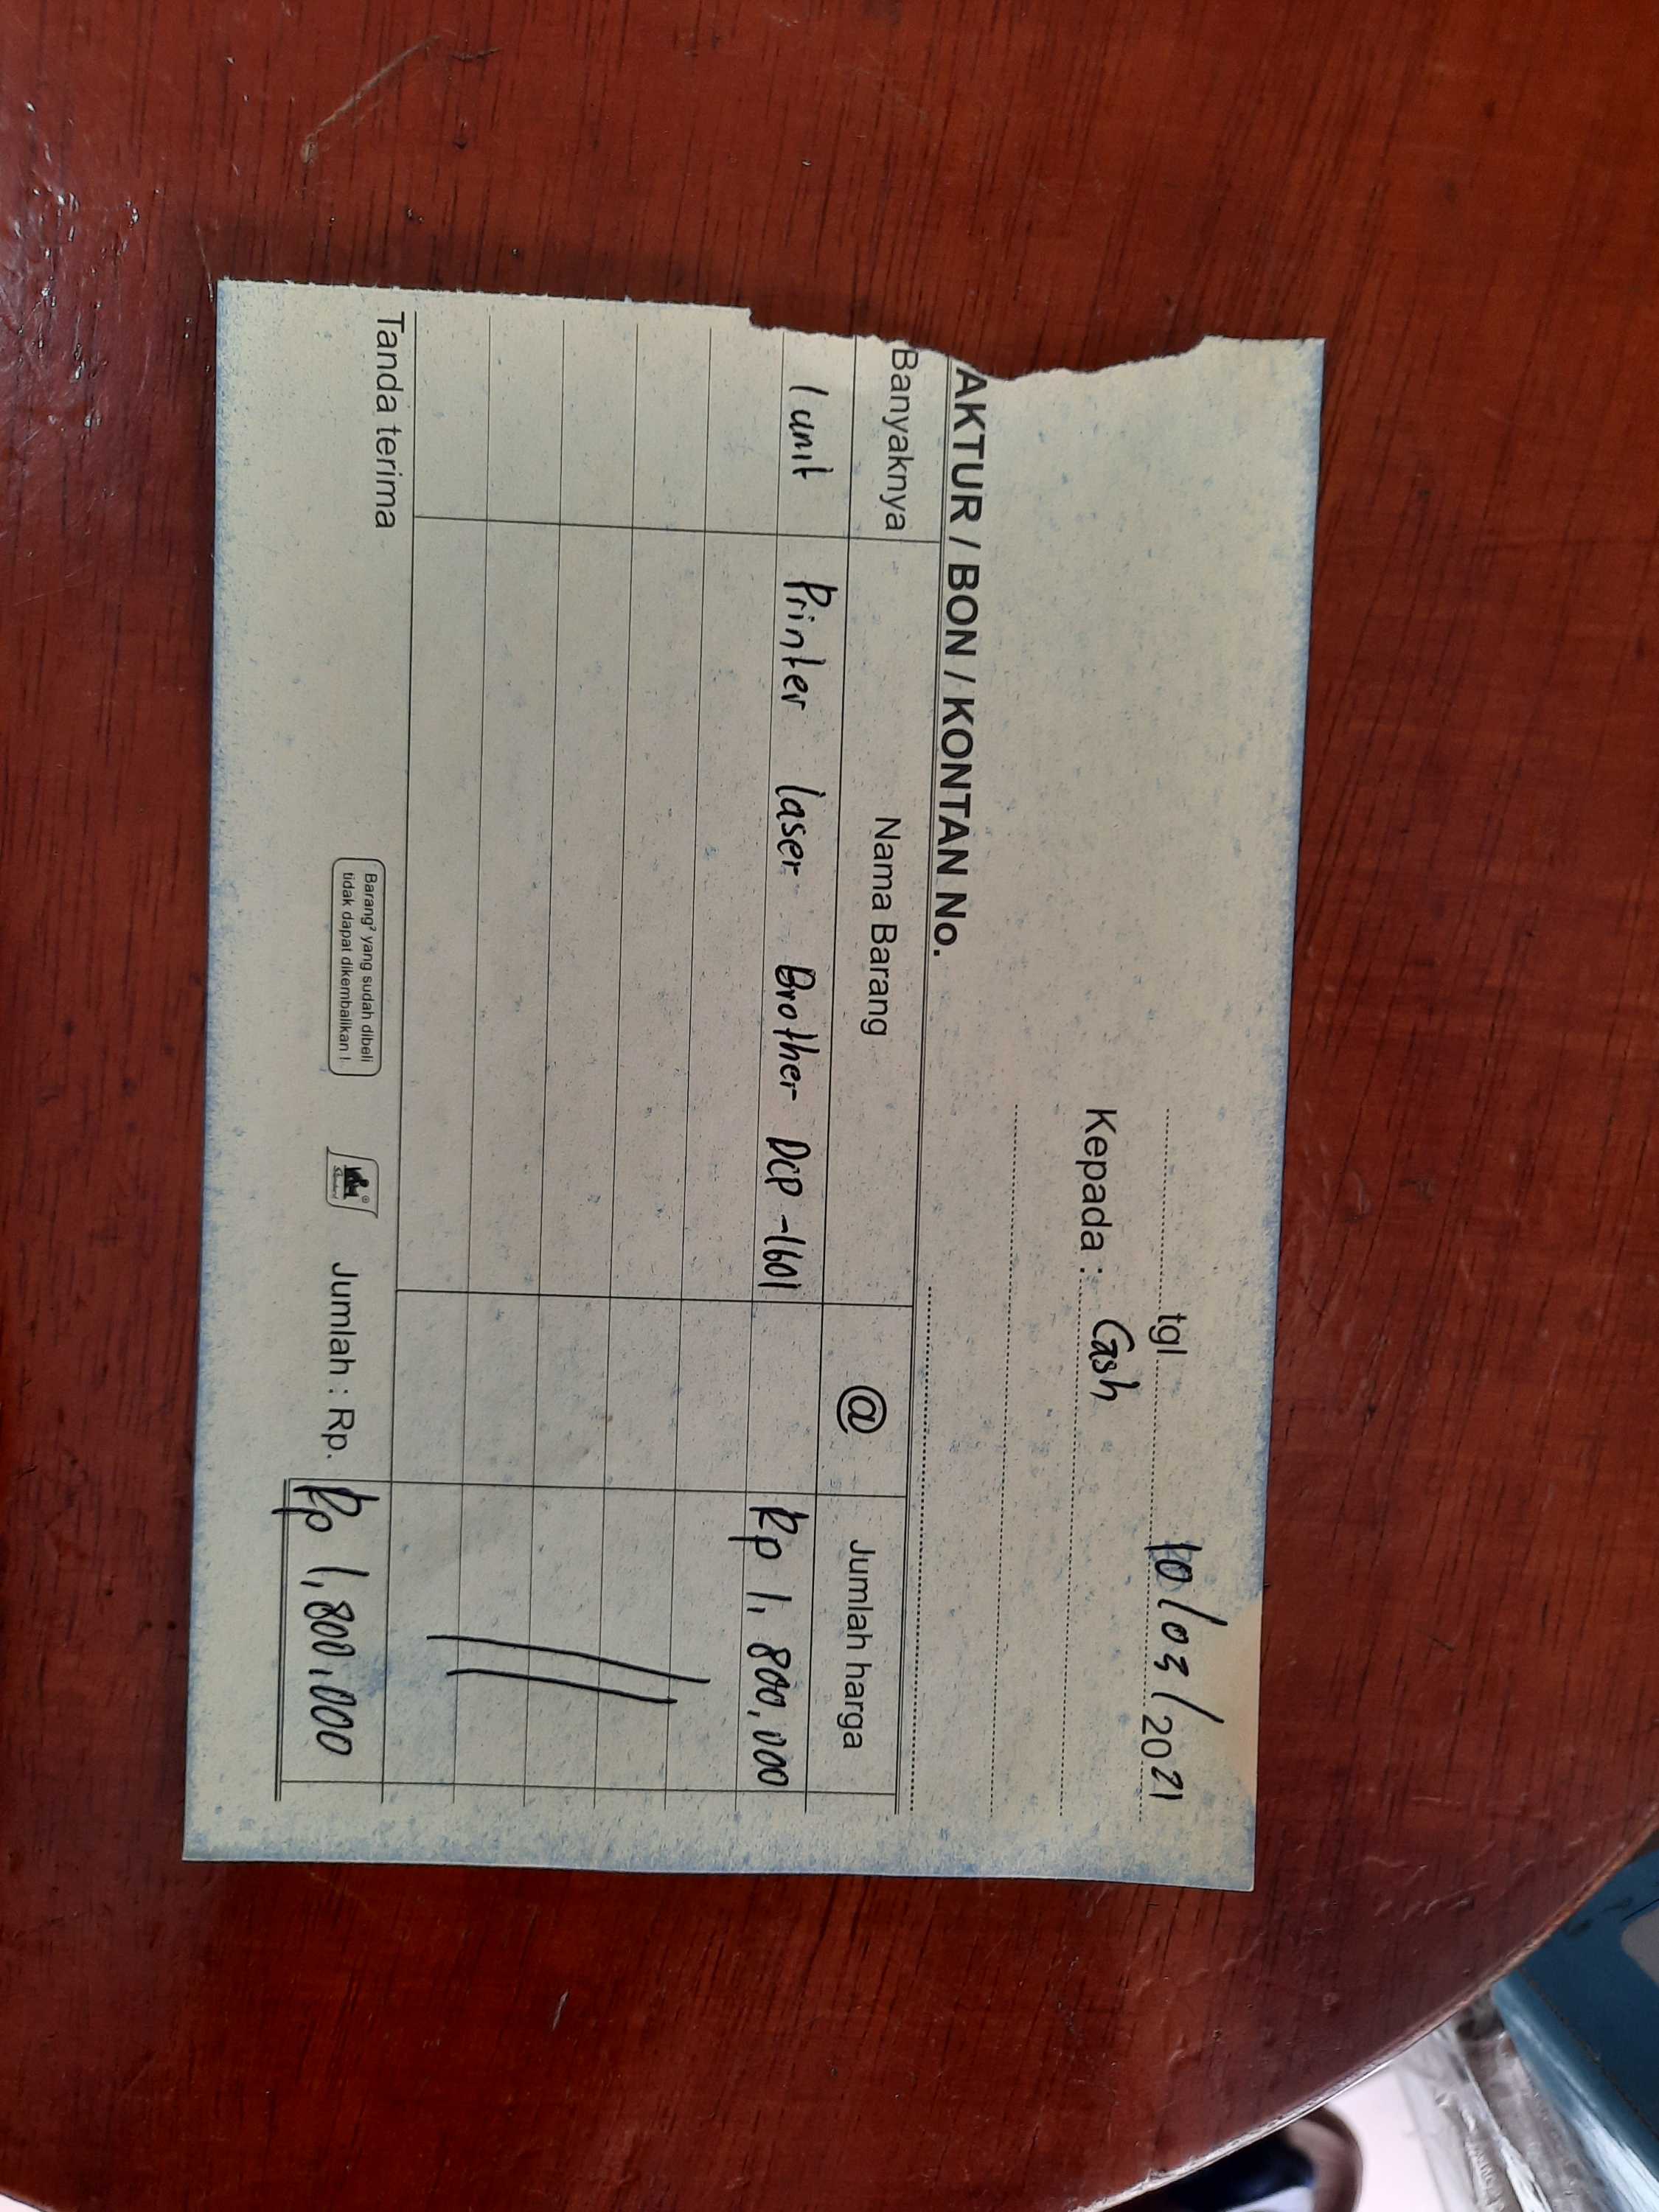 tgl 10/03/2021
Kepada : Cash
AKTUR / BON / KONTAN No.
Banyaknya Nama Barang @ Jumlah harga
1 unit Printer laser Brother DCP-1601 Rp 1,800,000
Tanda terima
Barang² yang sudah dibeli
tidak dapat dikembalikan !
Jumlah : Rp. Rp 1,800,000